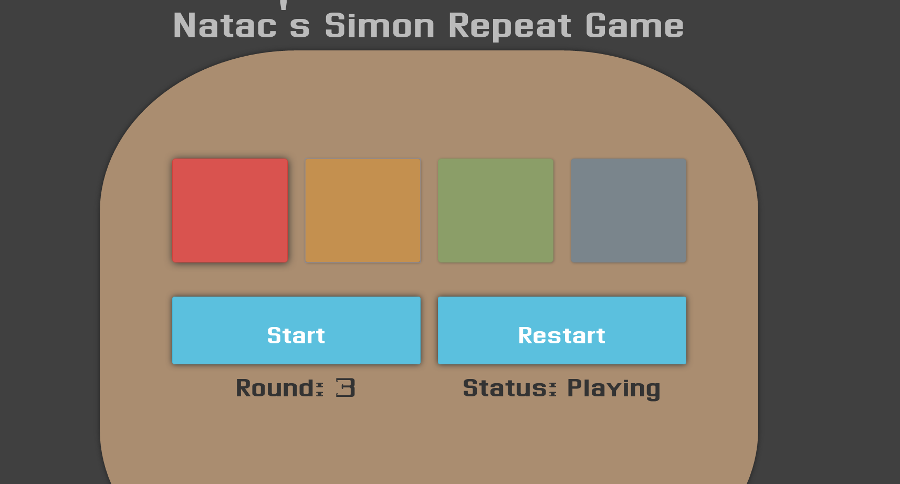 Natac's Simon Repeat Game
Start
Restart
Round: 3
Status: Playing